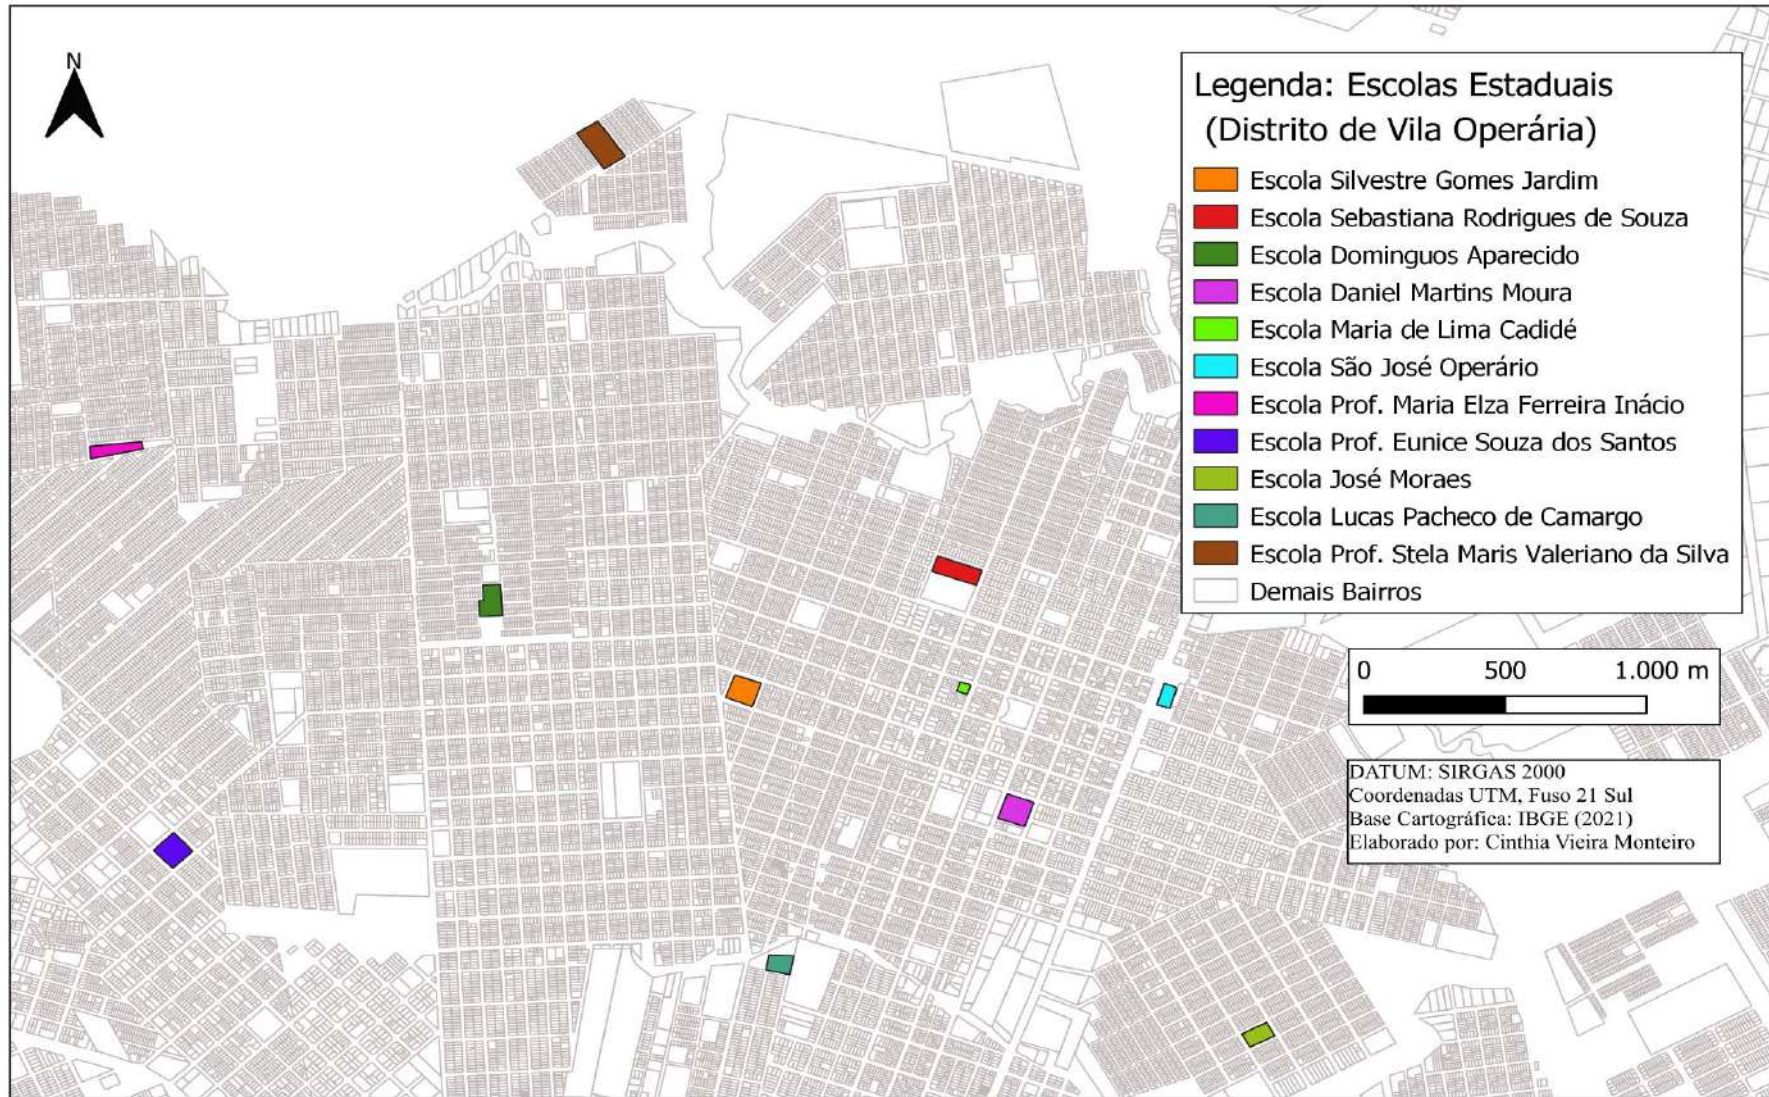 N
Legenda: Escolas Estaduais
(Distrito de Vila Operária)
Escola Silvestre Gomes Jardim
Escola Sebastiana Rodrigues de Souza
Escola Dominguos Aparecido
Escola Daniel Martins Moura
Escola Maria de Lima Cadidé
Escola São José Operário
Escola Prof. Maria Elza Ferreira Inácio
Escola Prof. Eunice Souza dos Santos
Escola José Moraes
Escola Lucas Pacheco de Camargo
Escola Prof. Stela Maris Valeriano da Silva
Demais Bairros
0 500 1.000 m
DATUM: SIRGAS 2000
Coordenadas UTM, Fuso 21 Sul
Base Cartográfica: IBGE (2021)
Elaborado por: Cinthia Vieira Monteiro